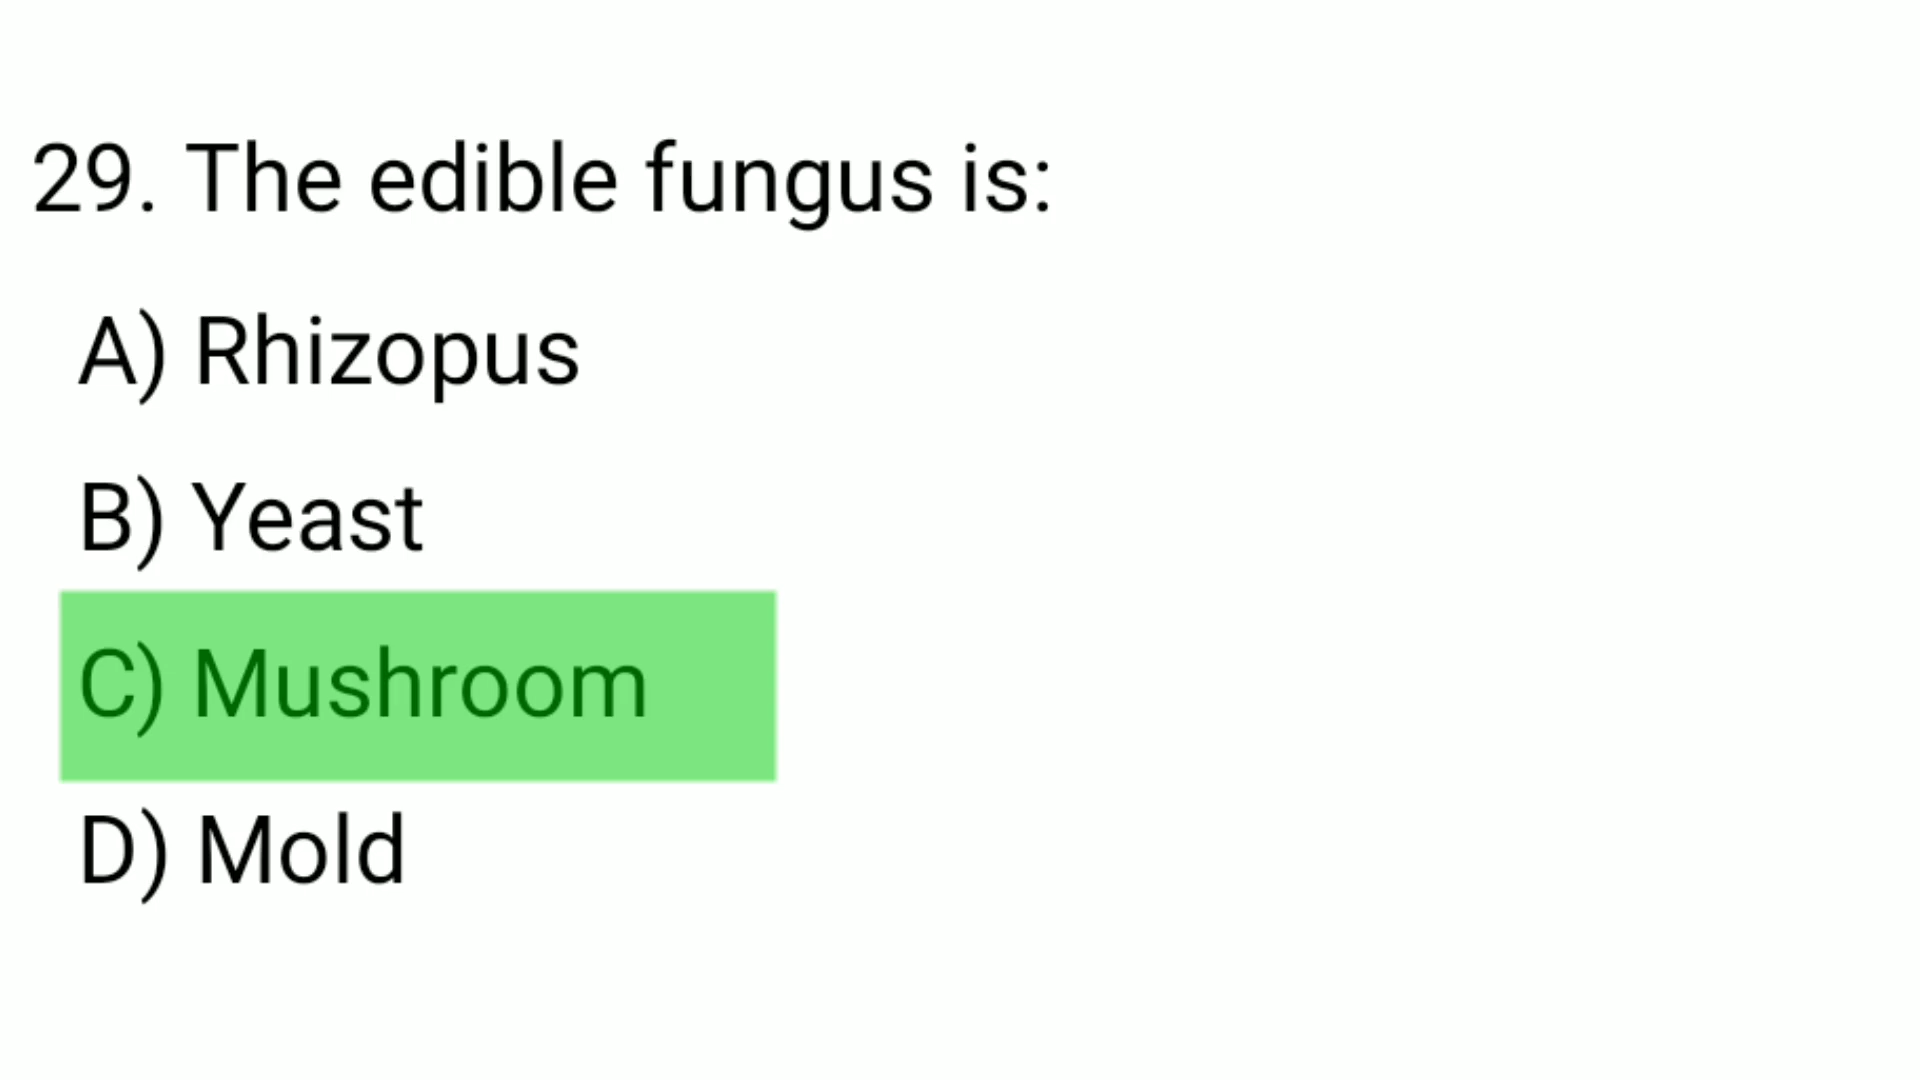 29. The edible fungus is:
A) Rhizopus
B) Yeast
C) Mushroom
D) Mold